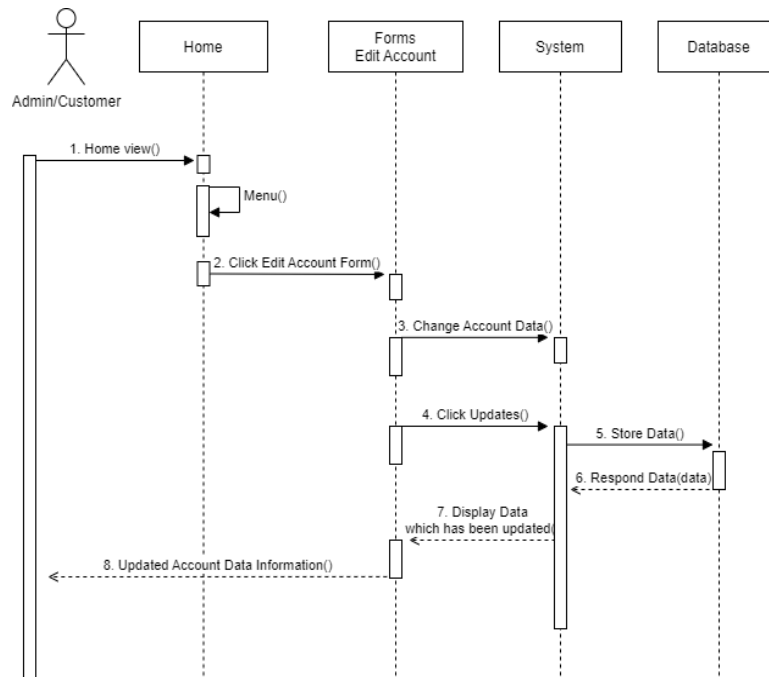 Home
Forms
Edit Account
System
Database
Admin/Customer
1. Home view()
Menu()
2. Click Edit Account Form()
3. Change Account Data()
4. Click Updates()
5. Store Data()
6. Respond Data(data)
7. Display Data
which has been updated(
8. Updated Account Data Information()